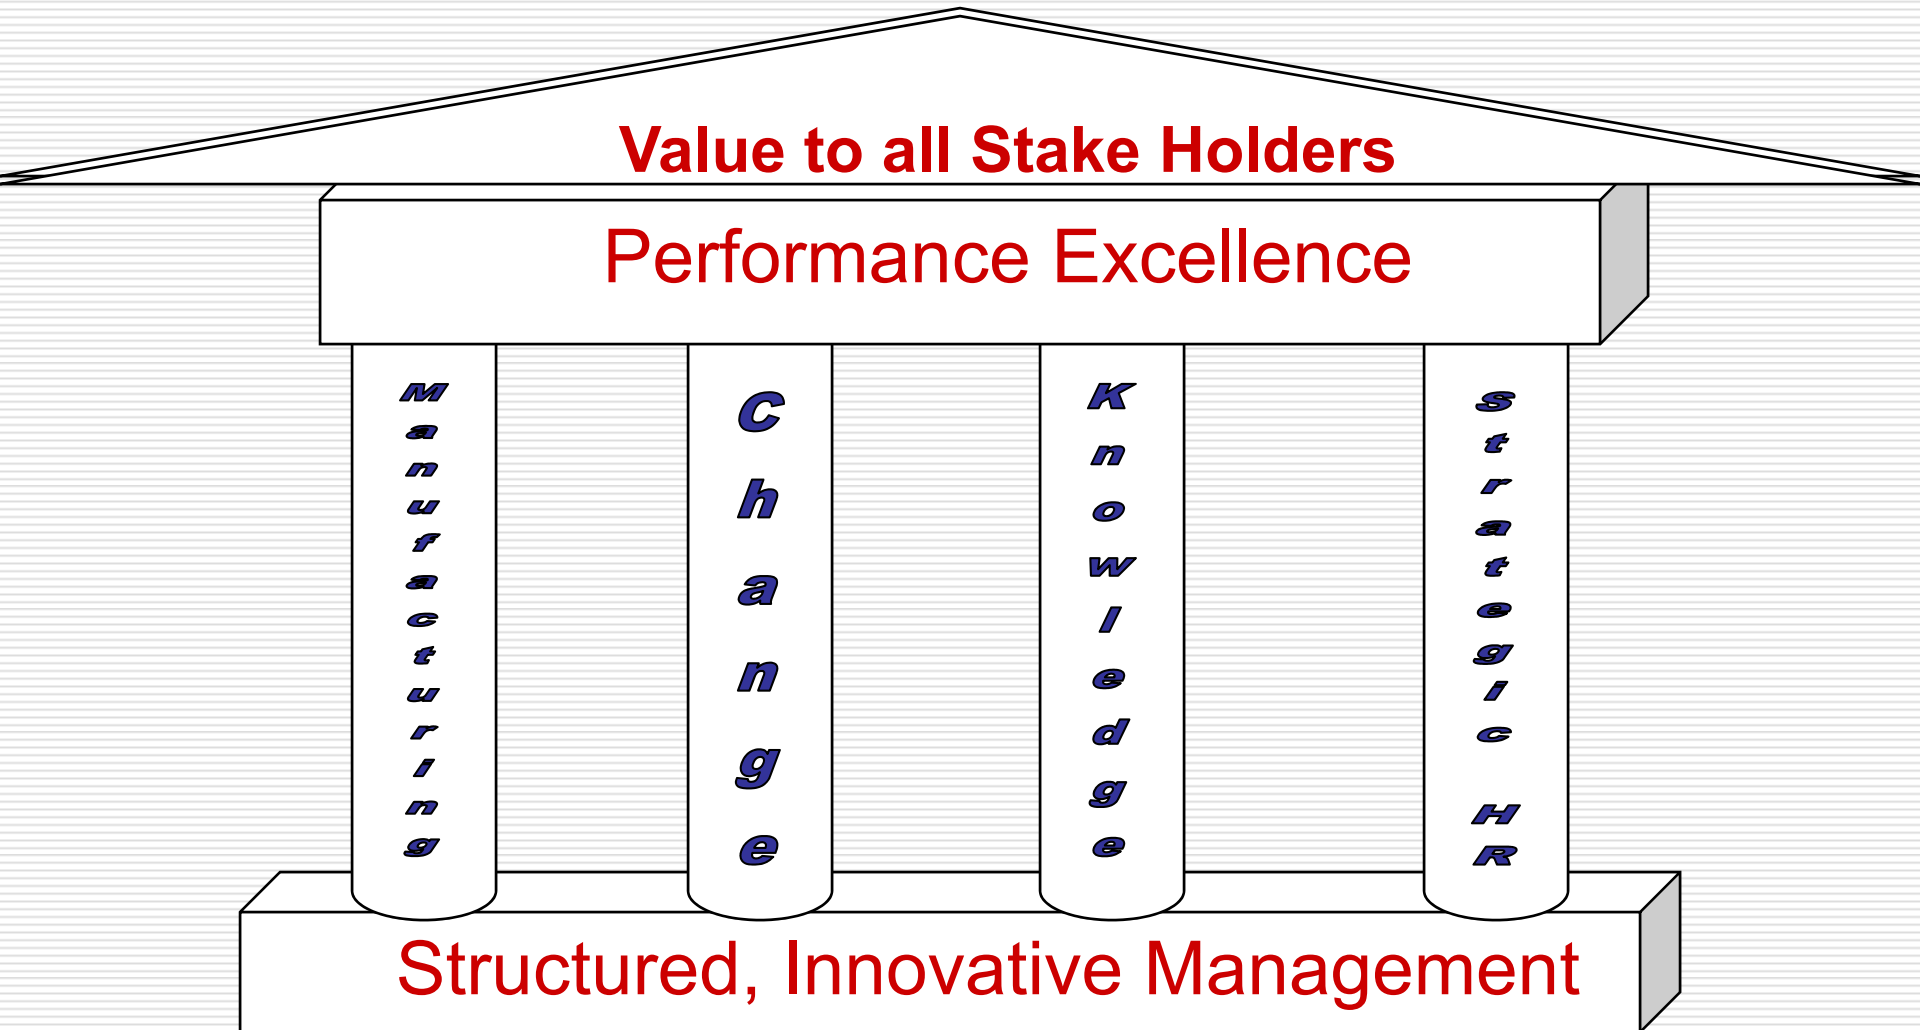 Value to all Stake Holders
Performance Excellence
Manufacturing
Change
Knowledge
Strategic HR
Structured, Innovative Management